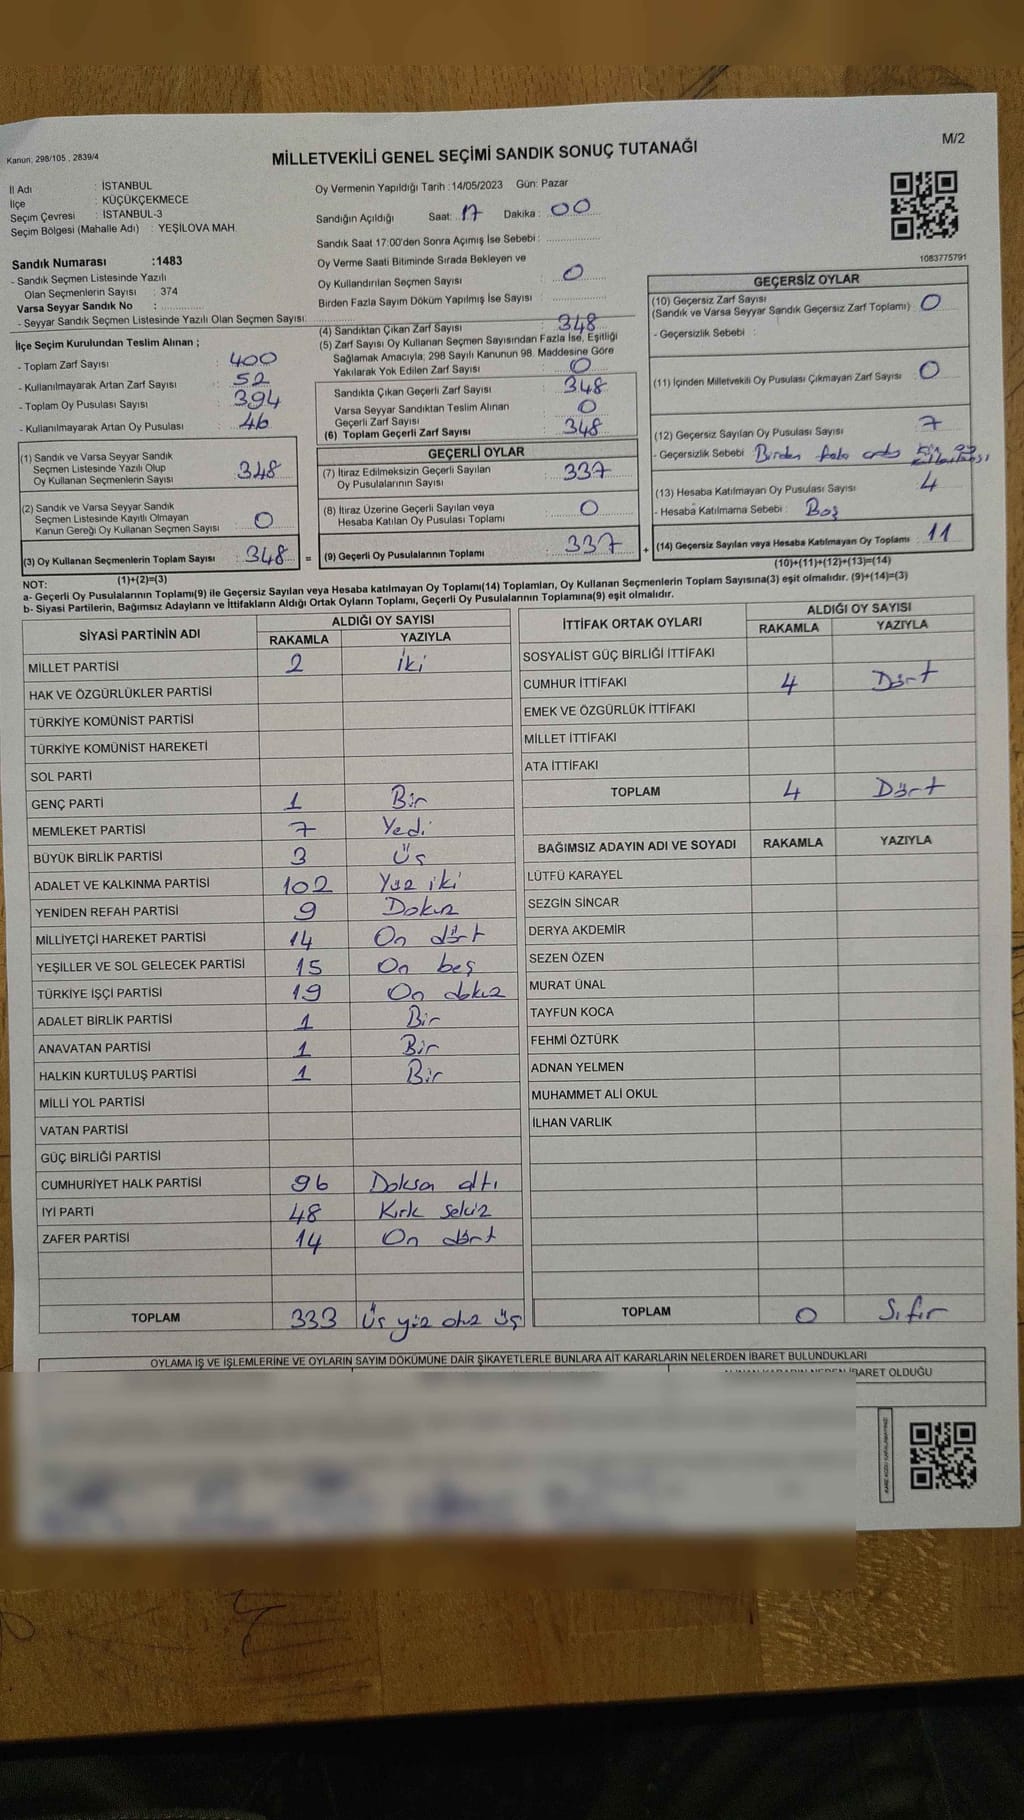 Kanun; 298/105 , 2839/4
MİLLETVEKİLİ GENEL SEÇİMİ SANDIK SONUÇ TUTANAĞI
M/2
İl Adı : İSTANBUL
İlçe : KÜÇÜKÇEKMECE
Seçim Çevresi : İSTANBUL-3
Seçim Bölgesi (Mahalle Adı) : YEŞİLOVA MAH.
Sandık Numarası :1483
- Sandık Seçmen Listesinde Yazılı
Olan Seçmenlerin Sayısı : 374
Varsa Seyyar Sandık No :
- Seyyar Sandık Seçmen Listesinde Yazılı Olan Seçmen Sayısı:
Oy Vermenin Yapıldığı Tarih :14/05/2023 Gün: Pazar
Sandığın Açıldığı Saat: 17 Dakika : 00
Sandık Saat 17:00'den Sonra Açımış İse Sebebi :
Oy Verme Saati Bitiminde Sırada Bekleyen ve
Oy Kullandırılan Seçmen Sayısı : 0
Birden Fazla Sayım Döküm Yapılmış İse Sayısı :
1083775791
İlçe Seçim Kurulundan Teslim Alınan ;
- Toplam Zarf Sayısı : 400
- Kullanılmayarak Artan Zarf Sayısı : 52
- Toplam Oy Pusulası Sayısı : 394
- Kullanılmayarak Artan Oy Pusulası : 46
(1) Sandık ve Varsa Seyyar Sandık
Seçmen Listesinde Yazılı Olup
Oy Kullanan Seçmenlerin Sayısı : 348
(2) Sandık ve Varsa Seyyar Sandık
Seçmen Listesinde Kayıtlı Olmayan
Kanun Gereği Oy Kullanan Seçmen Sayısı : 0
(3) Oy Kullanan Seçmenlerin Toplam Sayısı : 348
(1)+(2)=(3)
(4) Sandıktan Çıkan Zarf Sayısı : 348
(5) Zarf Sayısı Oy Kullanan Seçmen Sayısından Fazla İse, Eşitliği
Sağlamak Amacıyla; 298 Sayılı Kanunun 98. Maddesine Göre
Yakılarak Yok Edilen Zarf Sayısı : 0
Sandıkta Çıkan Geçerli Zarf Sayısı : 348
Varsa Seyyar Sandıktan Teslim Alınan
Geçerli Zarf Sayısı : 0
(6) Toplam Geçerli Zarf Sayısı : 348
GEÇERLİ OYLAR
(7) İtiraz Edilmeksizin Geçerli Sayılan
Oy Pusulalarının Sayısı : 337
(8) İtiraz Üzerine Geçerli Sayılan veya
Hesaba Katılan Oy Pusulası Toplamı : 0
= (9) Geçerli Oy Pusulalarının Toplamı : 337
GEÇERSİZ OYLAR
(10) Geçersiz Zarf Sayısı
(Sandık ve Varsa Seyyar Sandık Geçersiz Zarf Toplamı) : 0
- Geçersizlik Sebebi :
(11) İçinden Milletvekili Oy Pusulası Çıkmayan Zarf Sayısı : 0
(12) Geçersiz Sayılan Oy Pusulası Sayısı : 7
- Geçersizlik Sebebi : Birden fazla
(13) Hesaba Katılmayan Oy Pusulası Sayısı : 4
- Hesaba Katılmama Sebebi : Boş
+ (14) Geçersiz Sayılan veya Hesaba Katılmayan Oy Toplamı : 11
(10)+(11)+(12)+(13)=(14)
NOT:
a- Geçerli Oy Pusulalarının Toplamı(9) ile Geçersiz Sayılan veya Hesaba katılmayan Oy Toplamı(14) Toplamları, Oy Kullanan Seçmenlerin Toplam Sayısına(3) eşit olmalıdır. (9)+(14)=(3)
b- Siyasi Partilerin, Bağımsız Adayların ve İttifakların Aldığı Ortak Oyların Toplamı, Geçerli Oy Pusulalarının Toplamına(9) eşit olmalıdır.
SİYASİ PARTİNİN ADI ALDIĞI OY SAYISI
RAKAMLA YAZIYLA
MİLLET PARTİSİ 2 iki
HAK VE ÖZGÜRLÜKLER PARTİSİ
TÜRKİYE KOMÜNİST PARTİSİ
TÜRKİYE KOMÜNİST HAREKETİ
SOL PARTİ
GENÇ PARTİ 1 Bir
MEMLEKET PARTİSİ 7 Yedi
BÜYÜK BİRLİK PARTİSİ 3 Üç
ADALET VE KALKINMA PARTİSİ 102 Yüz iki
YENİDEN REFAH PARTİSİ 9 Dokuz
MİLLİYETÇİ HAREKET PARTİSİ 14 On dört
YEŞİLLER VE SOL GELECEK PARTİSİ 15 On beş
TÜRKİYE İŞÇİ PARTİSİ 19 On dokuz
ADALET BİRLİK PARTİSİ 1 Bir
ANAVATAN PARTİSİ 1 Bir
HALKIN KURTULUŞ PARTİSİ 1 Bir
MİLLİ YOL PARTİSİ
VATAN PARTİSİ
GÜÇ BİRLİĞİ PARTİSİ
CUMHURİYET HALK PARTİSİ 96 Doksan altı
İYİ PARTİ 48 Kırk sekiz
ZAFER PARTİSİ 14 On dört
TOPLAM 333 Üç yüz otuz üç
İTTİFAK ORTAK OYLARI ALDIĞI OY SAYISI
RAKAMLA YAZIYLA
SOSYALİST GÜÇ BİRLİĞİ İTTİFAKI
CUMHUR İTTİFAKI 4 Dört
EMEK VE ÖZGÜRLÜK İTTİFAKI
MİLLET İTTİFAKI
ATA İTTİFAKI
TOPLAM 4 Dört
BAĞIMSIZ ADAYIN ADI VE SOYADI RAKAMLA YAZIYLA
LÜTFÜ KARAYEL
SEZGİN SİNCAR
DERYA AKDEMİR
SEZEN ÖZEN
MURAT ÜNAL
TAYFUN KOCA
FEHMİ ÖZTÜRK
ADNAN YELMEN
MUHAMMET ALİ OKUL
İLHAN VARLIK
TOPLAM 0 Sıfır
OYLAMA İŞ VE İŞLEMLERİNE VE OYLARIN SAYIM DÖKÜMÜNE DAİR ŞİKAYETLERLE BUNLARA AİT KARARLARIN NELERDEN İBARET BULUNDUKLARI
İBARET OLDUĞU